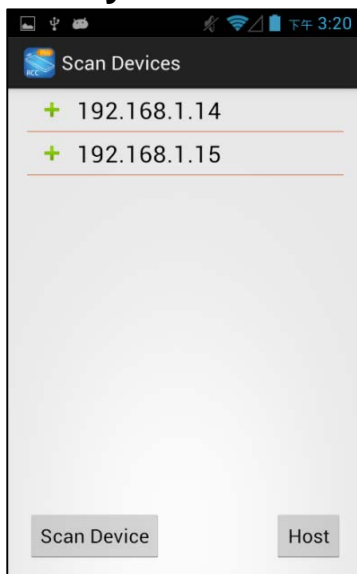 下午 3:20
Scan Devices
+ 192.168.1.14
+ 192.168.1.15
Scan Device
Host